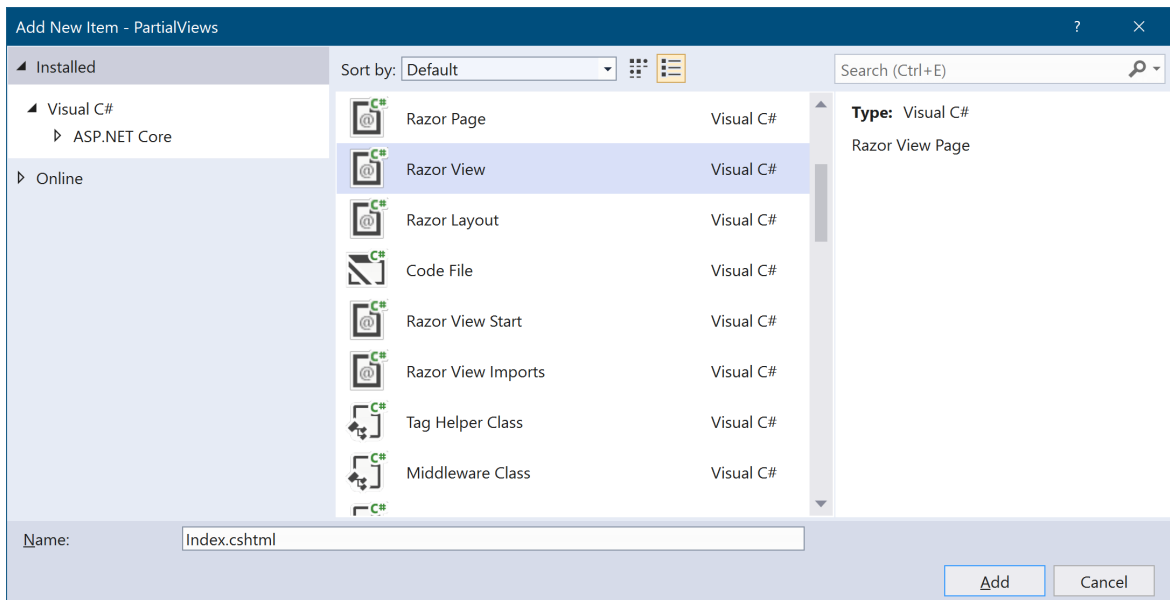 Add New Item - PartialViews ?
Installed
Visual C#
ASP.NET Core
Online
Sort by: Default
Search (Ctrl+E)
C# @ Razor Page Visual C#
C# @ Razor View Visual C#
C# @ Razor Layout Visual C#
C# Code File Visual C#
C# @ Razor View Start Visual C#
C# @ Razor View Imports Visual C#
C# Tag Helper Class Visual C#
C# Middleware Class Visual C#
C#
Type: Visual C#
Razor View Page
Name: Index.cshtml
Add Cancel